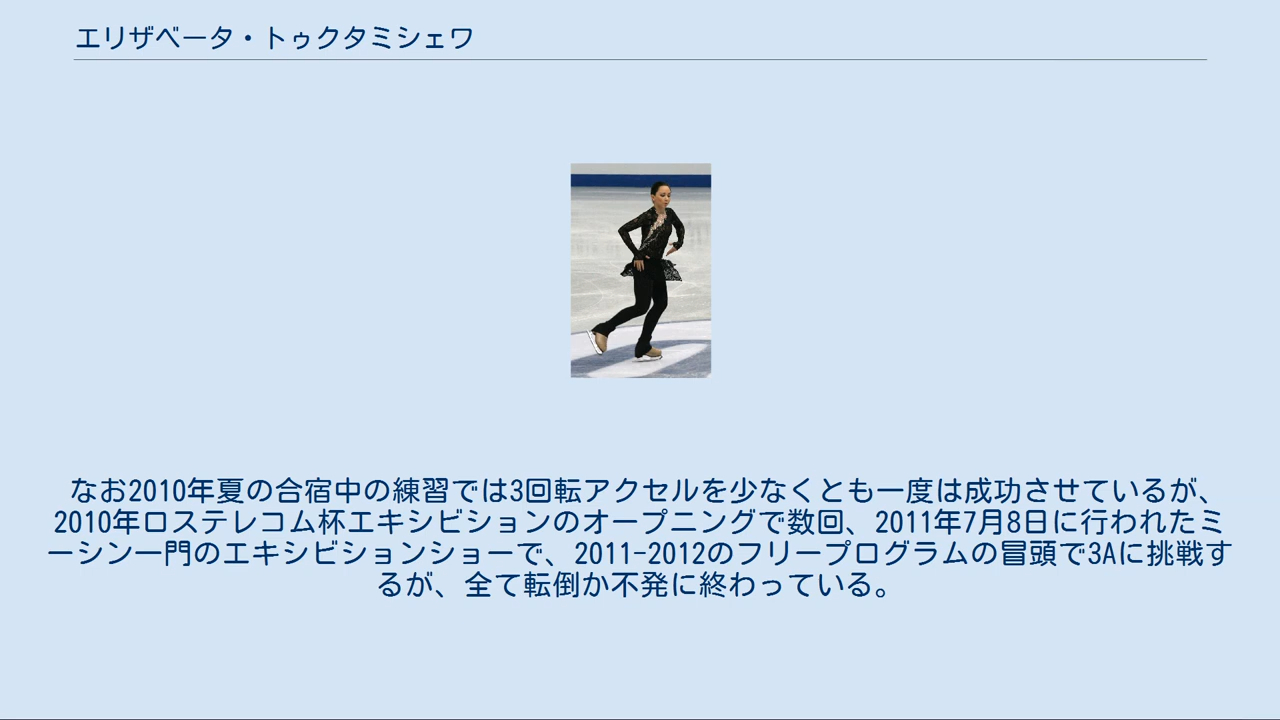 エリザベータ・トゥクタミシェワ
なお2010年夏の合宿中の練習では3回転アクセルを少なくとも一度は成功させているが、
2010年ロステレコム杯エキシビションのオープニングで数回、2011年7月8日に行われたミ
ーシン一門のエキシビションショーで、2011-2012のフリープログラムの冒頭で3Aに挑戦す
るが、全て転倒か不発に終わっている。